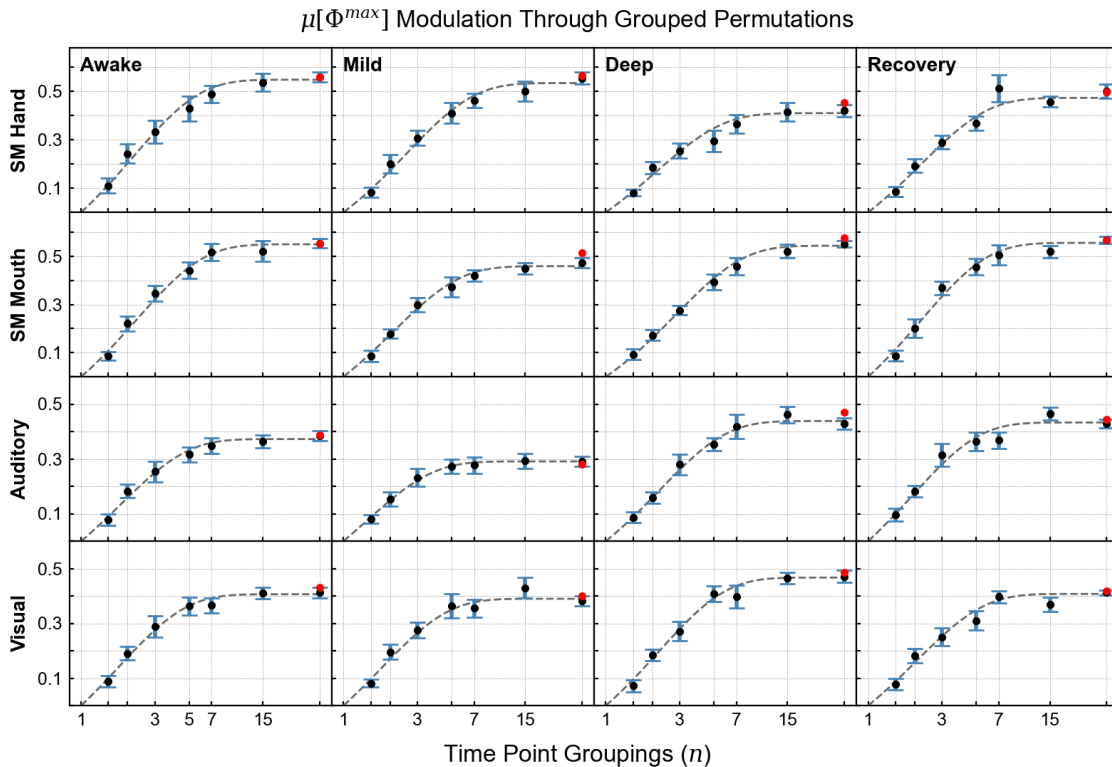 μ[Φ^max] Modulation Through Grouped Permutations
Awake Mild Deep Recovery
SM Hand
0.5
0.3
0.1
SM Mouth
0.5
0.3
0.1
Auditory
0.5
0.3
0.1
Visual
0.5
0.3
0.1
1 3 5 7 15 1 3 7 15 1 3 7 15 1 3 7 15
Time Point Groupings (n)